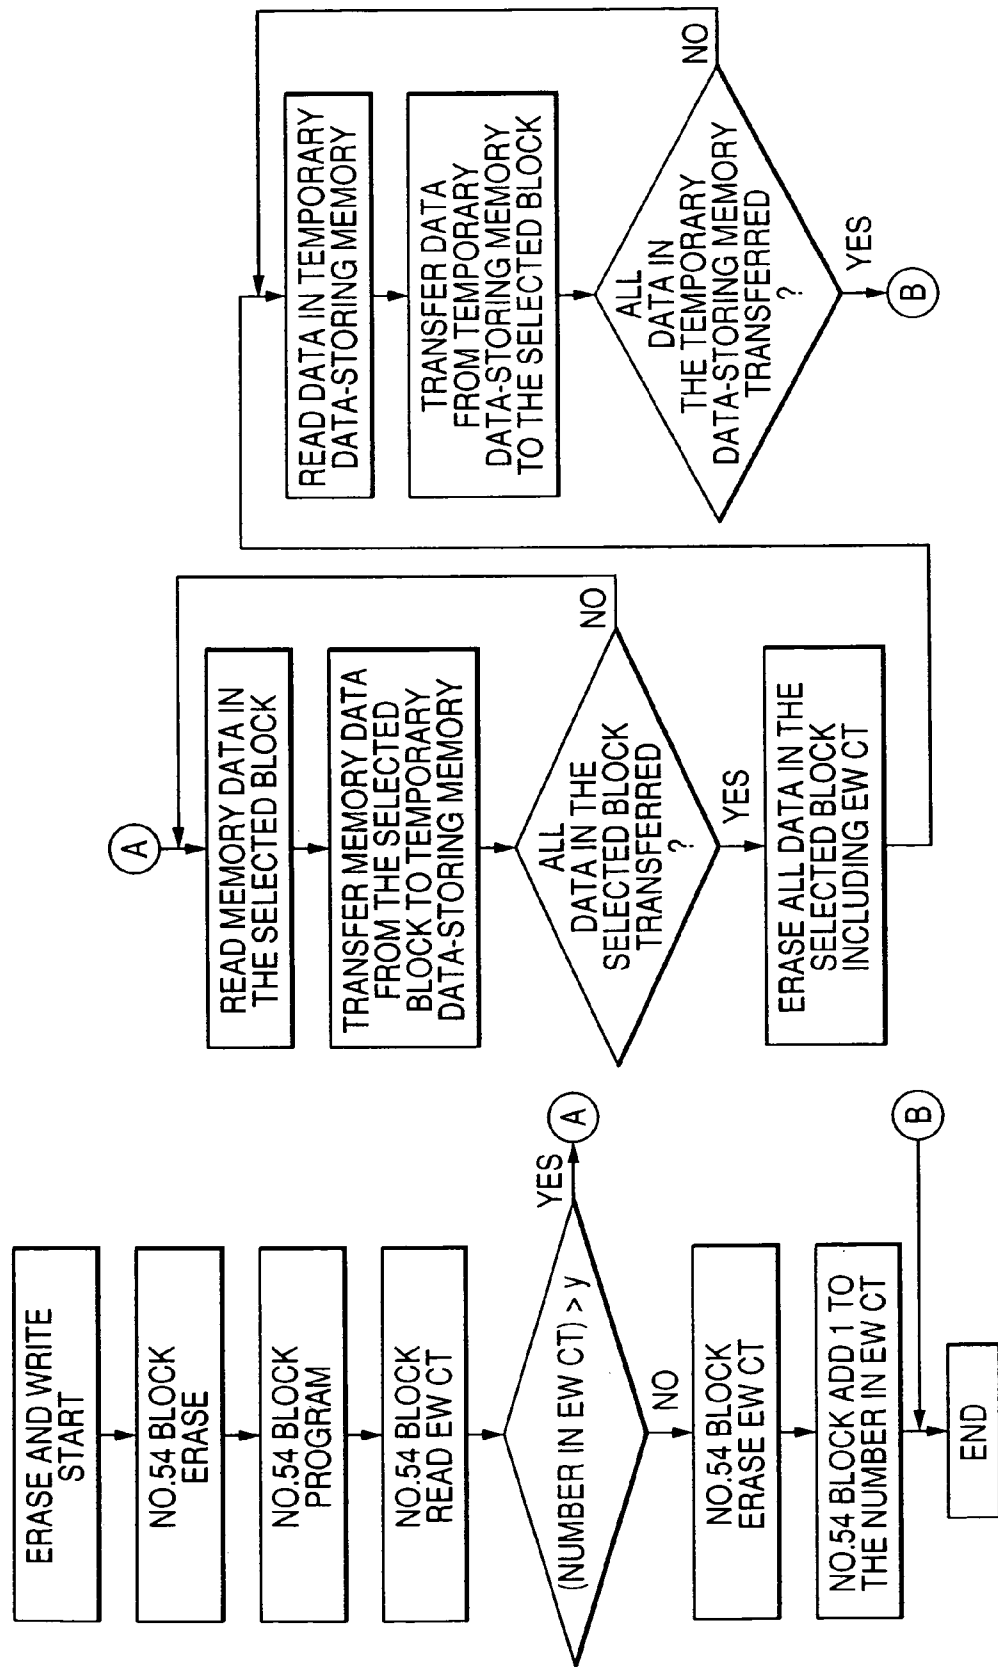 ERASE AND WRITE
START
NO.54 BLOCK
ERASE
NO.54 BLOCK
PROGRAM
NO.54 BLOCK
READ EW CT
(NUMBER IN EW CT) > y
YES
A
NO
NO.54 BLOCK
ERASE EW CT
NO.54 BLOCK ADD 1 TO
THE NUMBER IN EW CT
B
END
A
READ MEMORY DATA IN
THE SELECTED BLOCK
TRANSFER MEMORY DATA
FROM THE SELECTED
BLOCK TO TEMPORARY
DATA-STORING MEMORY
ALL
DATA IN THE
SELECTED BLOCK
TRANSFERRED
?
NO
YES
ERASE ALL DATA IN THE
SELECTED BLOCK
INCLUDING EW CT
READ DATA IN TEMPORARY
DATA-STORING MEMORY
TRANSFER DATA
FROM TEMPORARY
DATA-STORING MEMORY
TO THE SELECTED BLOCK
ALL
DATA IN
THE TEMPORARY
DATA-STORING MEMORY
TRANSFERRED
?
NO
YES
B